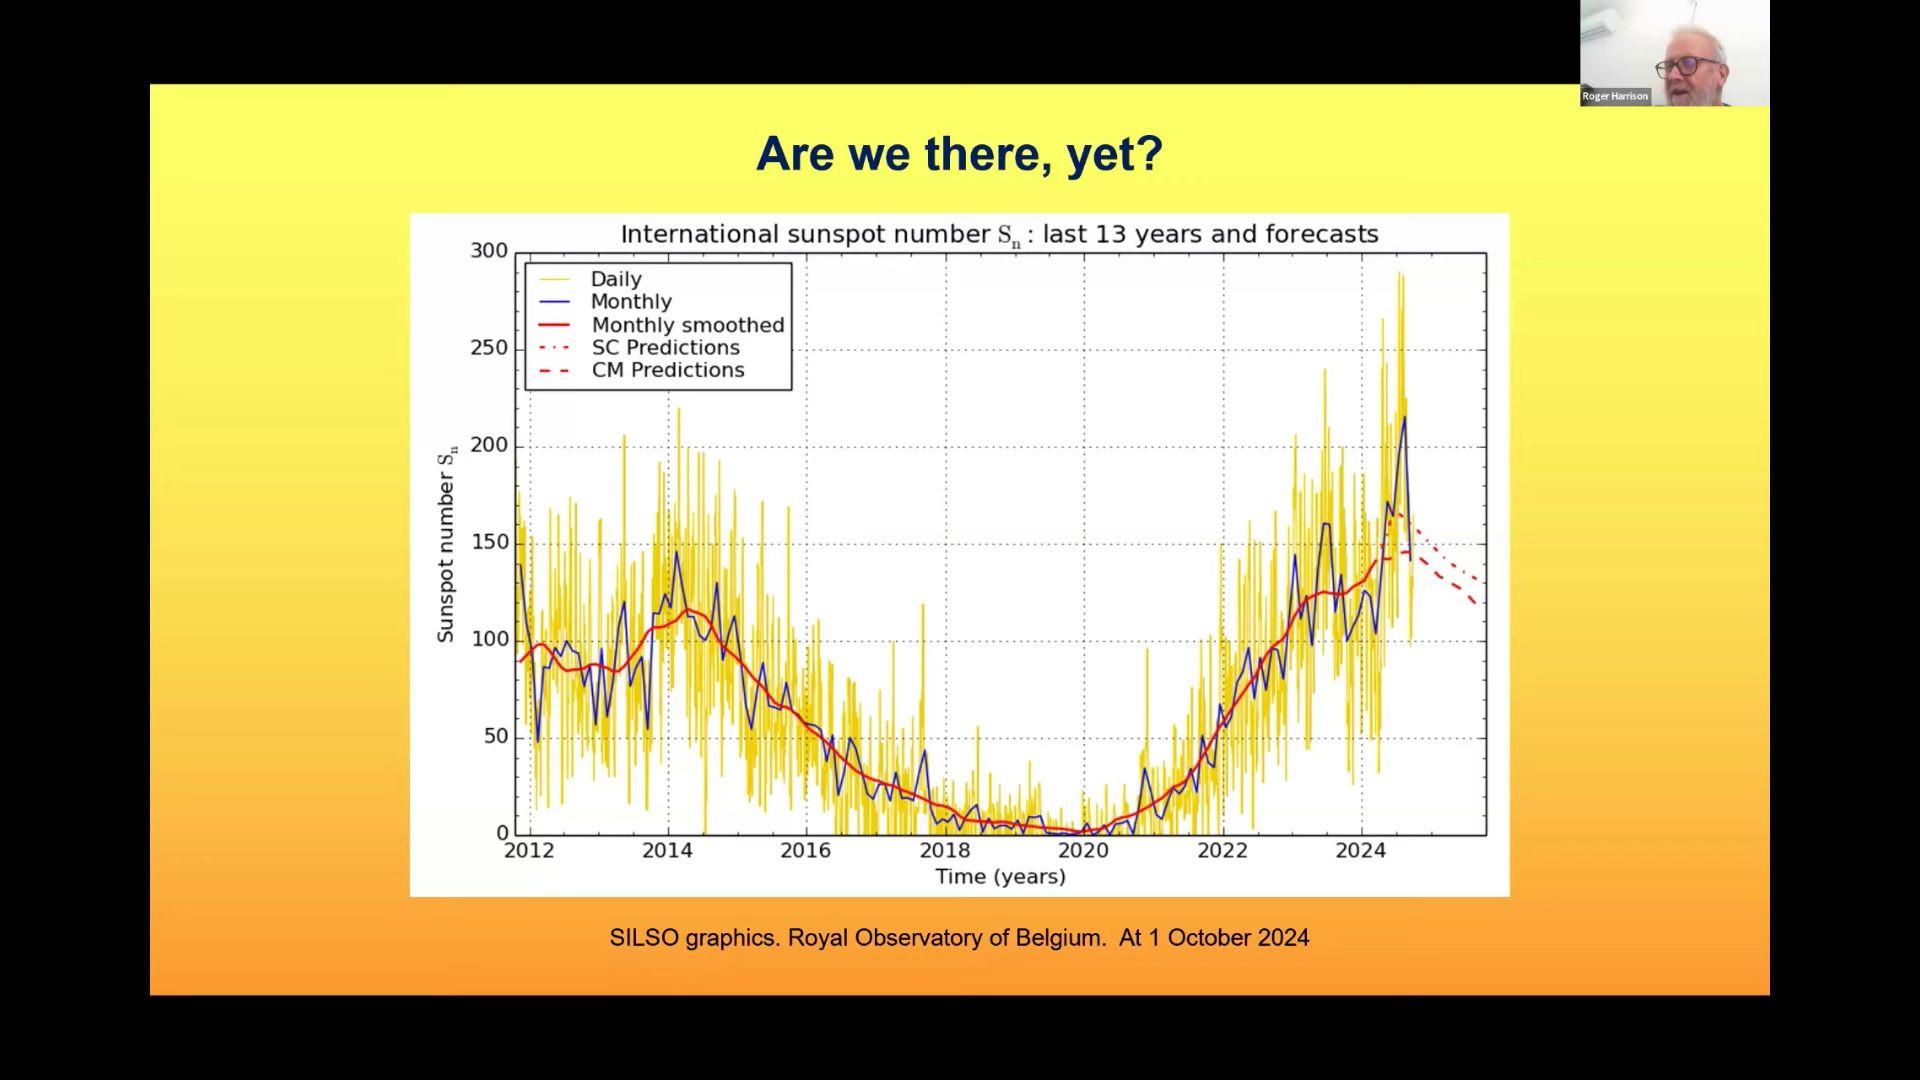 Roger Harrison
Are we there, yet?
International sunspot number Sn : last 13 years and forecasts
Daily
Monthly
Monthly smoothed
SC Predictions
CM Predictions
300
250
200
150
100
50
0
Sunspot number Sn
2012 2014 2016 2018 2020 2022 2024
Time (years)
SILSO graphics. Royal Observatory of Belgium. At 1 October 2024